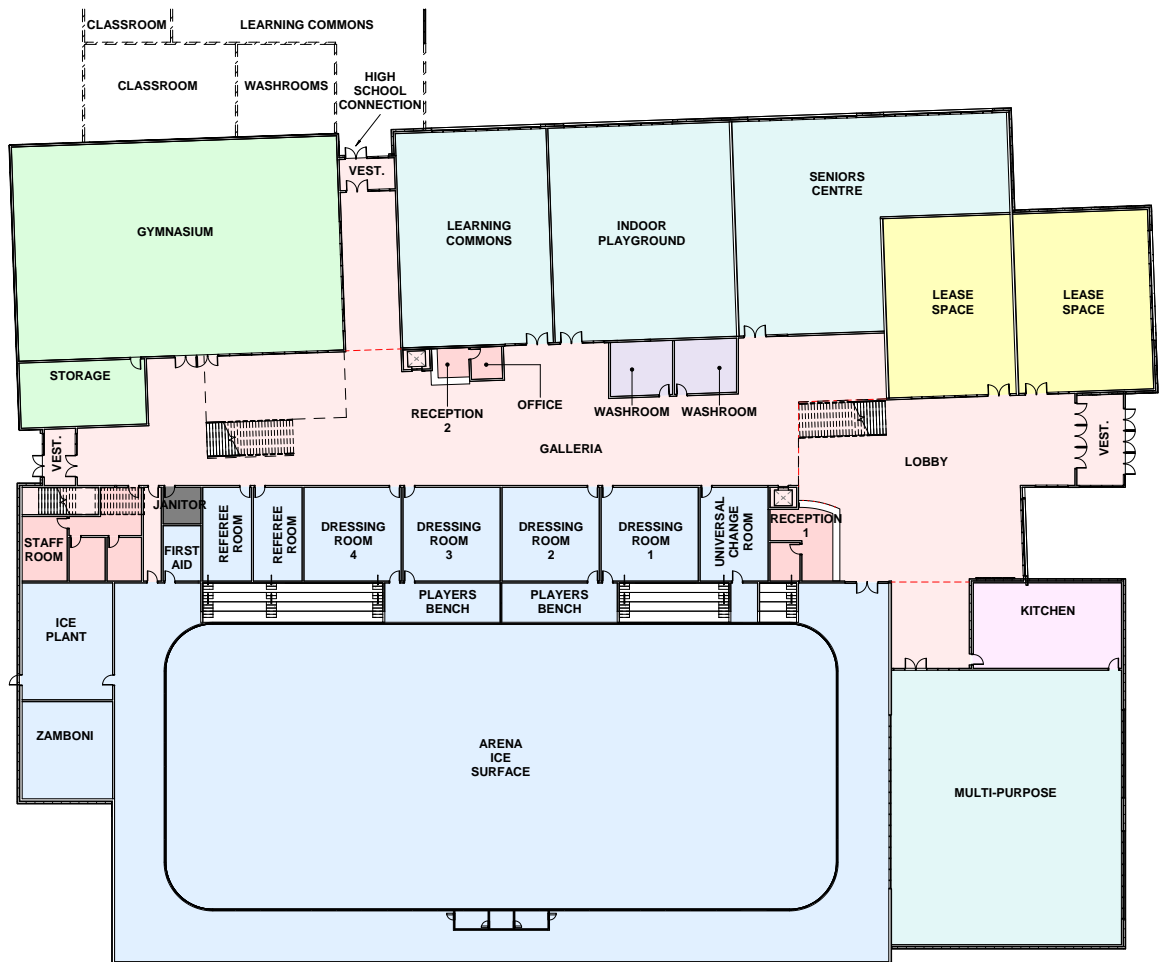 CLASSROOM
LEARNING COMMONS
CLASSROOM
WASHROOMS
HIGH
SCHOOL
CONNECTION
VEST.
GYMNASIUM
LEARNING
COMMONS
INDOOR
PLAYGROUND
SENIORS
CENTRE
LEASE
SPACE
LEASE
SPACE
STORAGE
RECEPTION
2
OFFICE
WASHROOM
WASHROOM
VEST.
GALLERIA
LOBBY
VEST.
JANITOR
STAFF
ROOM
FIRST
AID
REFEREE
ROOM
REFEREE
ROOM
DRESSING
ROOM
4
DRESSING
ROOM
3
DRESSING
ROOM
2
DRESSING
ROOM
1
UNIVERSAL
CHANGE
ROOM
RECEPTION
1
PLAYERS
BENCH
PLAYERS
BENCH
ICE
PLANT
KITCHEN
ZAMBONI
ARENA
ICE
SURFACE
MULTI-PURPOSE